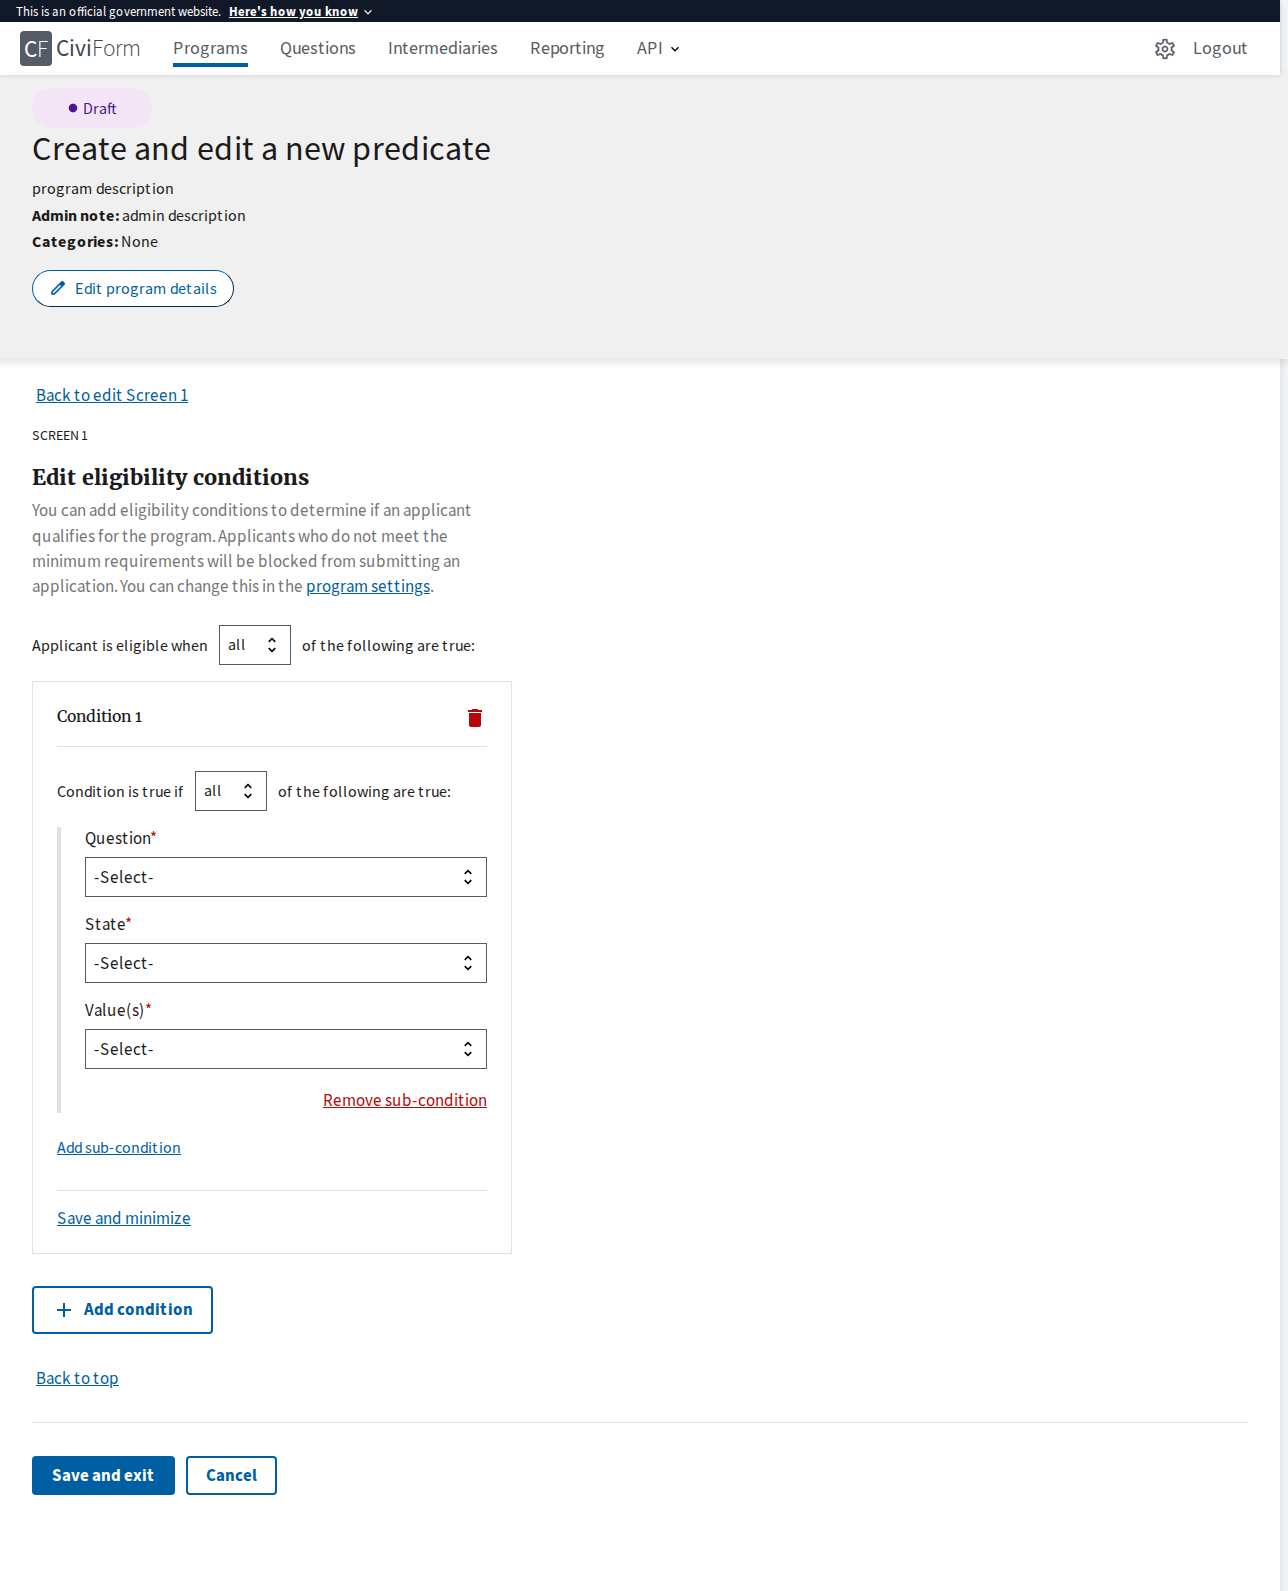 This is an official government website. Here's how you know
CF CiviForm Programs Questions Intermediaries Reporting API Logout
Draft
Create and edit a new predicate
program description
Admin note: admin description
Categories: None
Edit program details
Back to edit Screen 1
SCREEN 1
Edit eligibility conditions
You can add eligibility conditions to determine if an applicant
qualifies for the program. Applicants who do not meet the
minimum requirements will be blocked from submitting an
application. You can change this in the program settings.
Applicant is eligible when all of the following are true:
Condition 1
Condition is true if all of the following are true:
Question*
-Select-
State*
-Select-
Value(s)*
-Select-
Remove sub-condition
Add sub-condition
Save and minimize
Add condition
Back to top
Save and exit Cancel